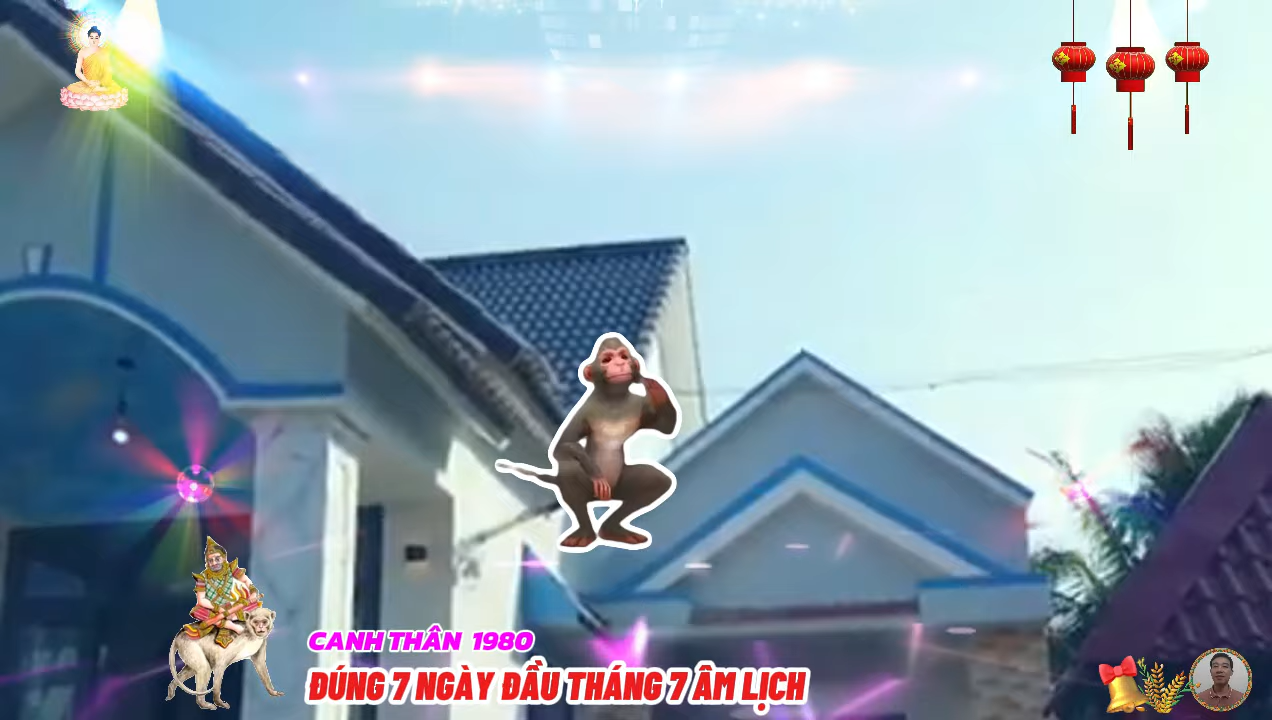 CANH THÂN 1980
ĐÚNG 7 NGÀY ĐẦU THÁNG 7 ÂM LỊCH